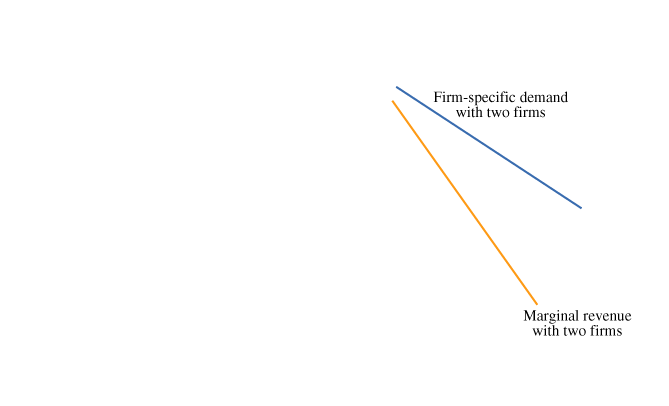 Firm-specific demand
with two firms
Marginal revenue
with two firms